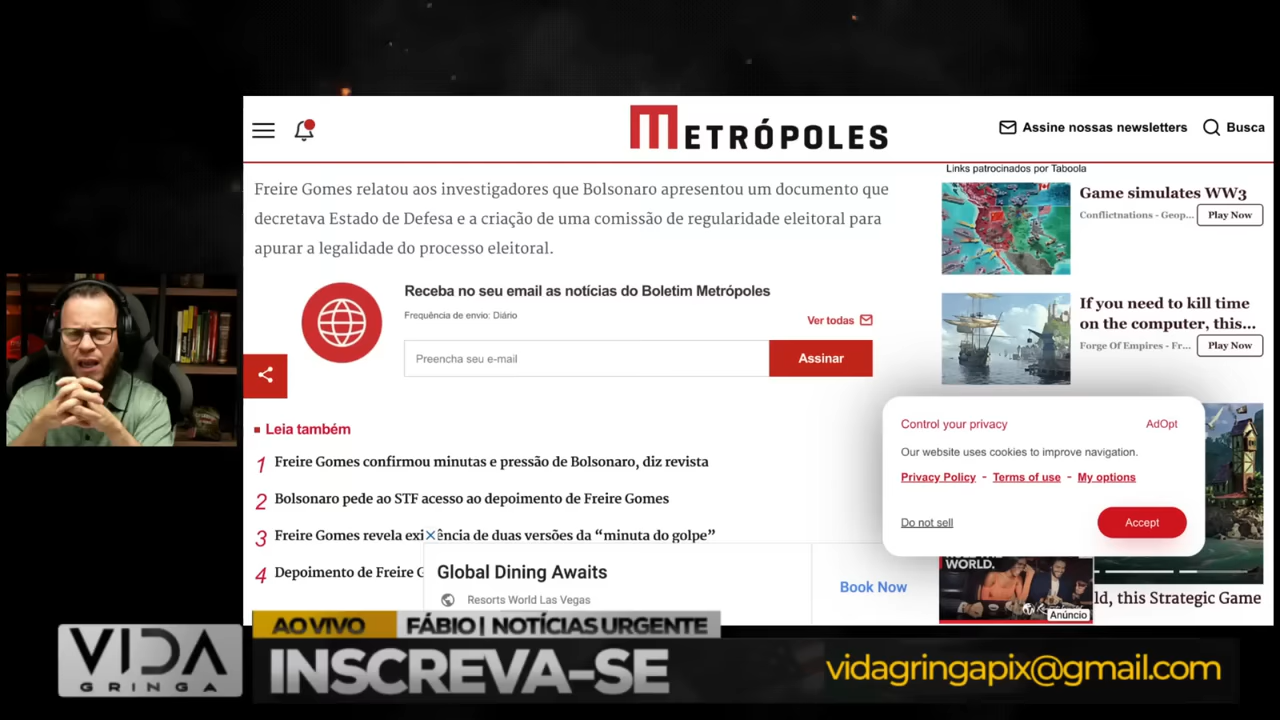 METRÓPOLES
Assine nossas newsletters
Busca
Freire Gomes relatou aos investigadores que Bolsonaro apresentou um documento que
decretava Estado de Defesa e a criação de uma comissão de regularidade eleitoral para
apurar a legalidade do processo eleitoral.
Receba no seu email as notícias do Boletim Metrópoles
Frequência de envio: Diário
Ver todas
Preencha seu e-mail
Assinar
Leia também
1 Freire Gomes confirmou minutas e pressão de Bolsonaro, diz revista
2 Bolsonaro pede ao STF acesso ao depoimento de Freire Gomes
3 Freire Gomes revela exi ência de duas versões da “minuta do golpe”
4 Depoimento de Freire G
Links patrocinados por Taboola
Game simulates WW3
Conflictnations - Geop...
Play Now
If you need to kill time
on the computer, this...
Forge Of Empires - Fr...
Play Now
Control your privacy
AdOpt
Our website uses cookies to improve navigation.
Privacy Policy - Terms of use - My options
Do not sell
Accept
Global Dining Awaits
Resorts World Las Vegas
Book Now
WORLD.
Anúncio
ld, this Strategic Game
AO VIVO
FÁBIO | NOTÍCIAS URGENTE
VIDA
GRINGA
INSCREVA-SE
vidagringapix@gmail.com